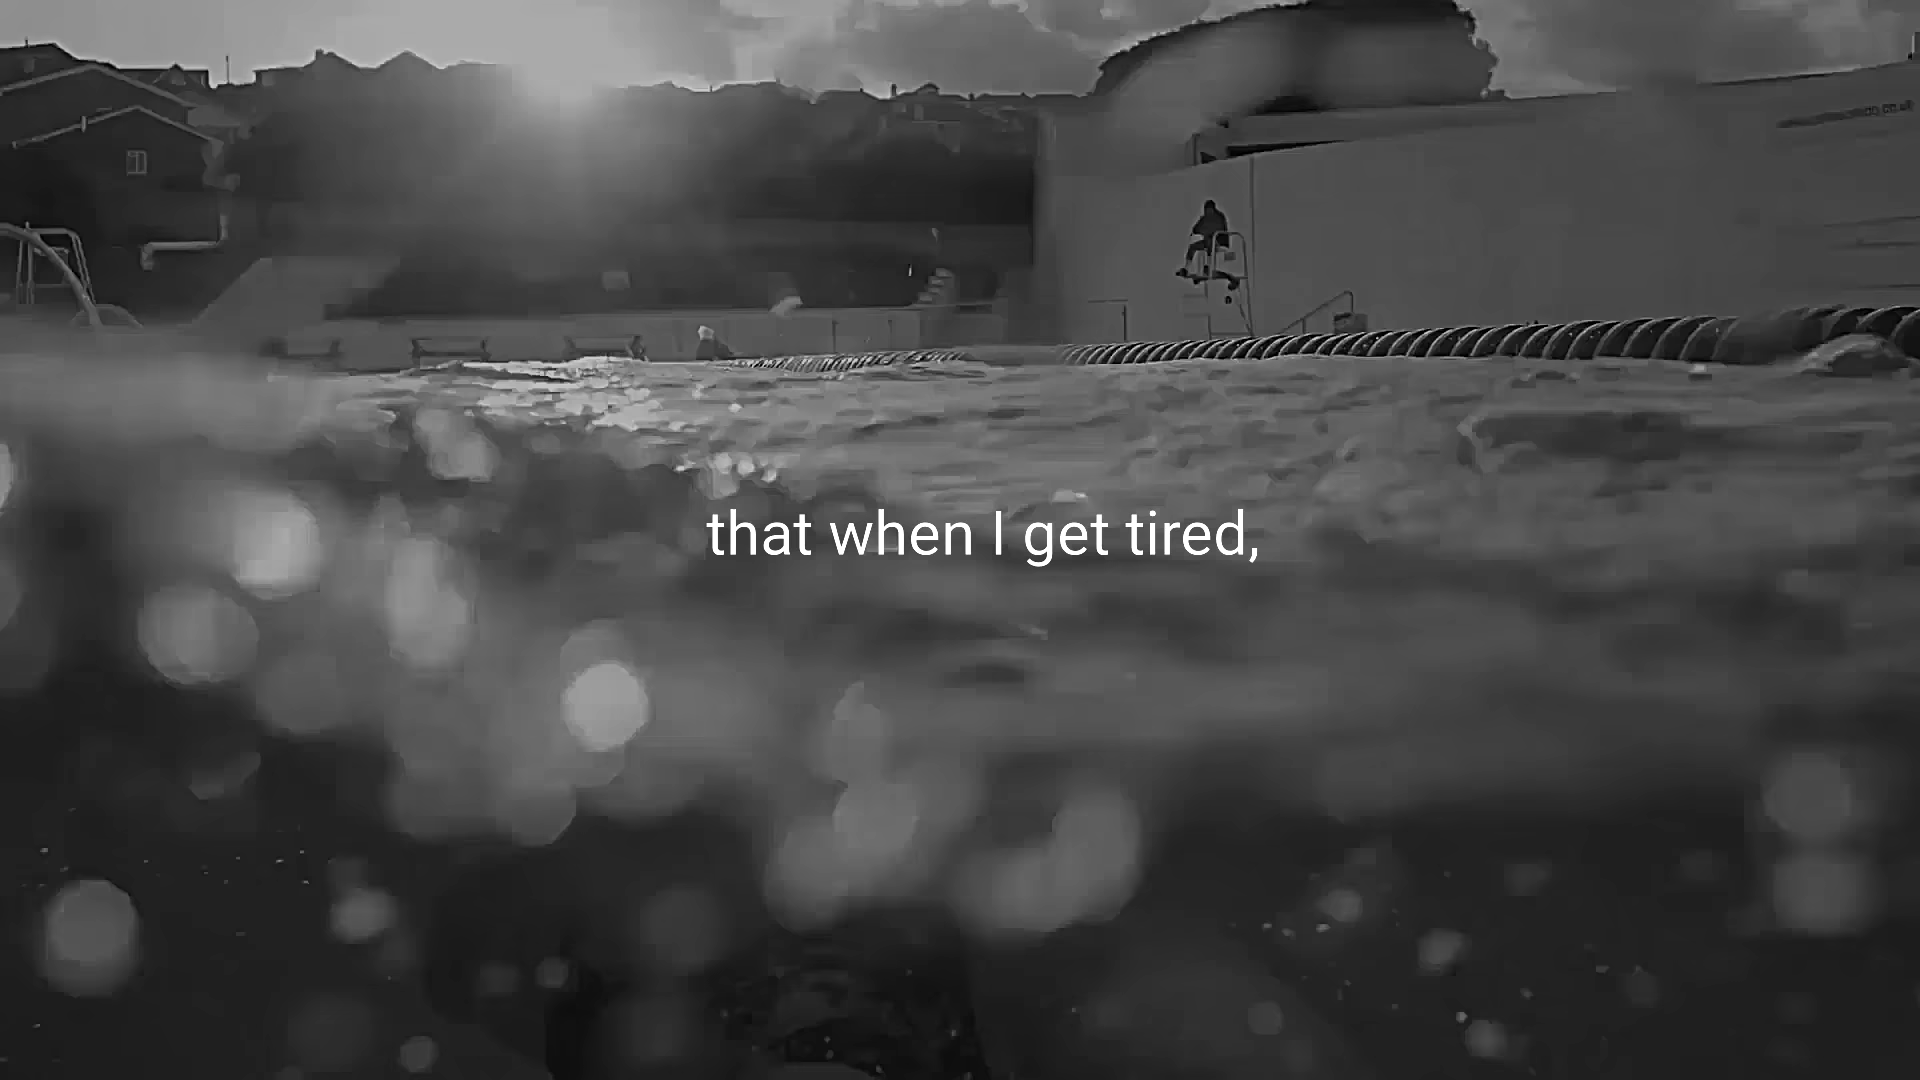 that when I get tired,